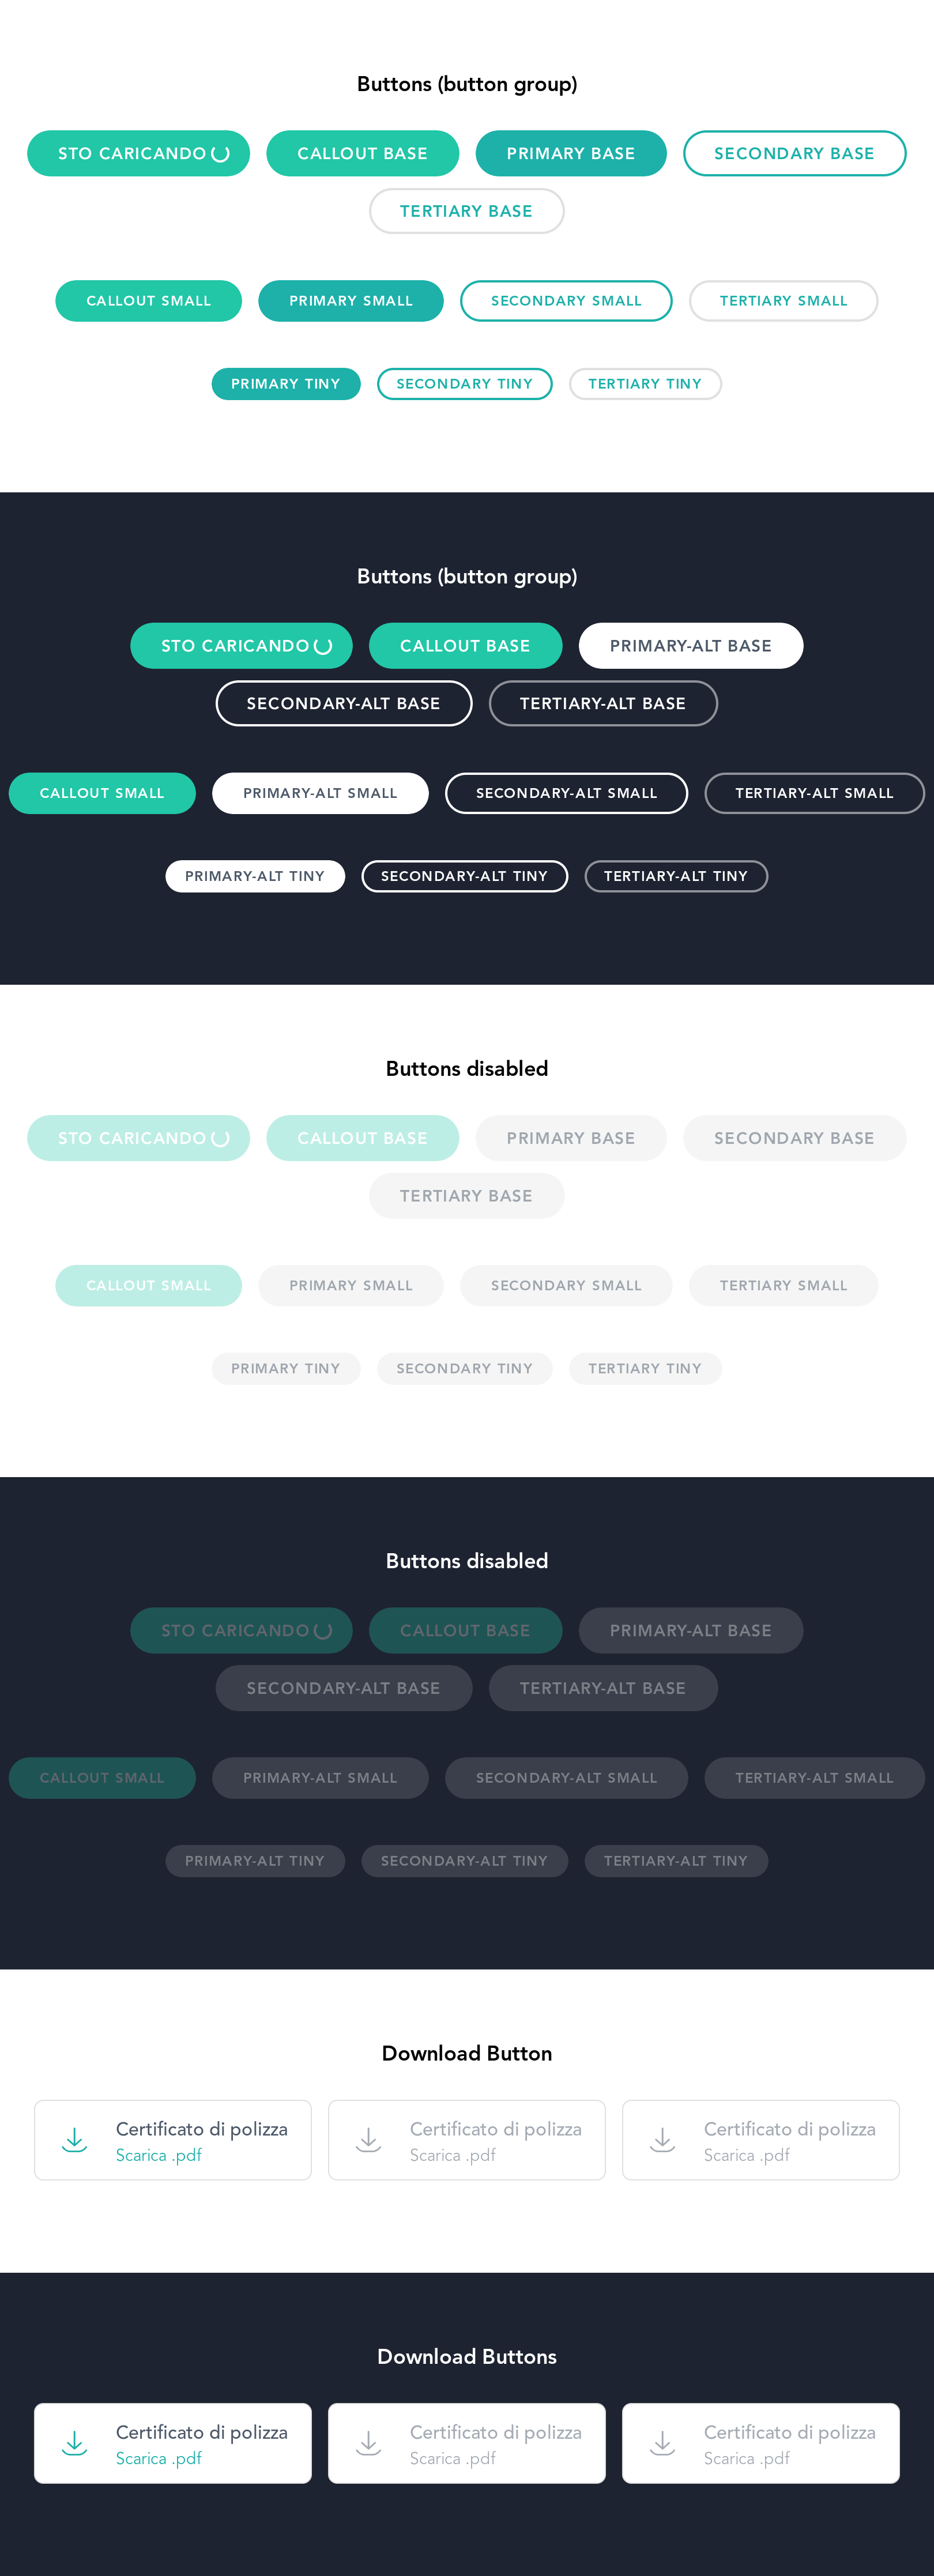 Buttons (button group)
STO CARICANDO CALLOUT BASE PRIMARY BASE SECONDARY BASE
TERTIARY BASE
CALLOUT SMALL PRIMARY SMALL SECONDARY SMALL TERTIARY SMALL
PRIMARY TINY SECONDARY TINY TERTIARY TINY
Buttons (button group)
STO CARICANDO CALLOUT BASE PRIMARY-ALT BASE
SECONDARY-ALT BASE TERTIARY-ALT BASE
CALLOUT SMALL PRIMARY-ALT SMALL SECONDARY-ALT SMALL TERTIARY-ALT SMALL
PRIMARY-ALT TINY SECONDARY-ALT TINY TERTIARY-ALT TINY
Buttons disabled
STO CARICANDO CALLOUT BASE PRIMARY BASE SECONDARY BASE
TERTIARY BASE
CALLOUT SMALL PRIMARY SMALL SECONDARY SMALL TERTIARY SMALL
PRIMARY TINY SECONDARY TINY TERTIARY TINY
Buttons disabled
STO CARICANDO CALLOUT BASE PRIMARY-ALT BASE
SECONDARY-ALT BASE TERTIARY-ALT BASE
CALLOUT SMALL PRIMARY-ALT SMALL SECONDARY-ALT SMALL TERTIARY-ALT SMALL
PRIMARY-ALT TINY SECONDARY-ALT TINY TERTIARY-ALT TINY
Download Button
Certificato di polizza Certificato di polizza Certificato di polizza
Scarica .pdf Scarica .pdf Scarica .pdf
Download Buttons
Certificato di polizza Certificato di polizza Certificato di polizza
Scarica .pdf Scarica .pdf Scarica .pdf